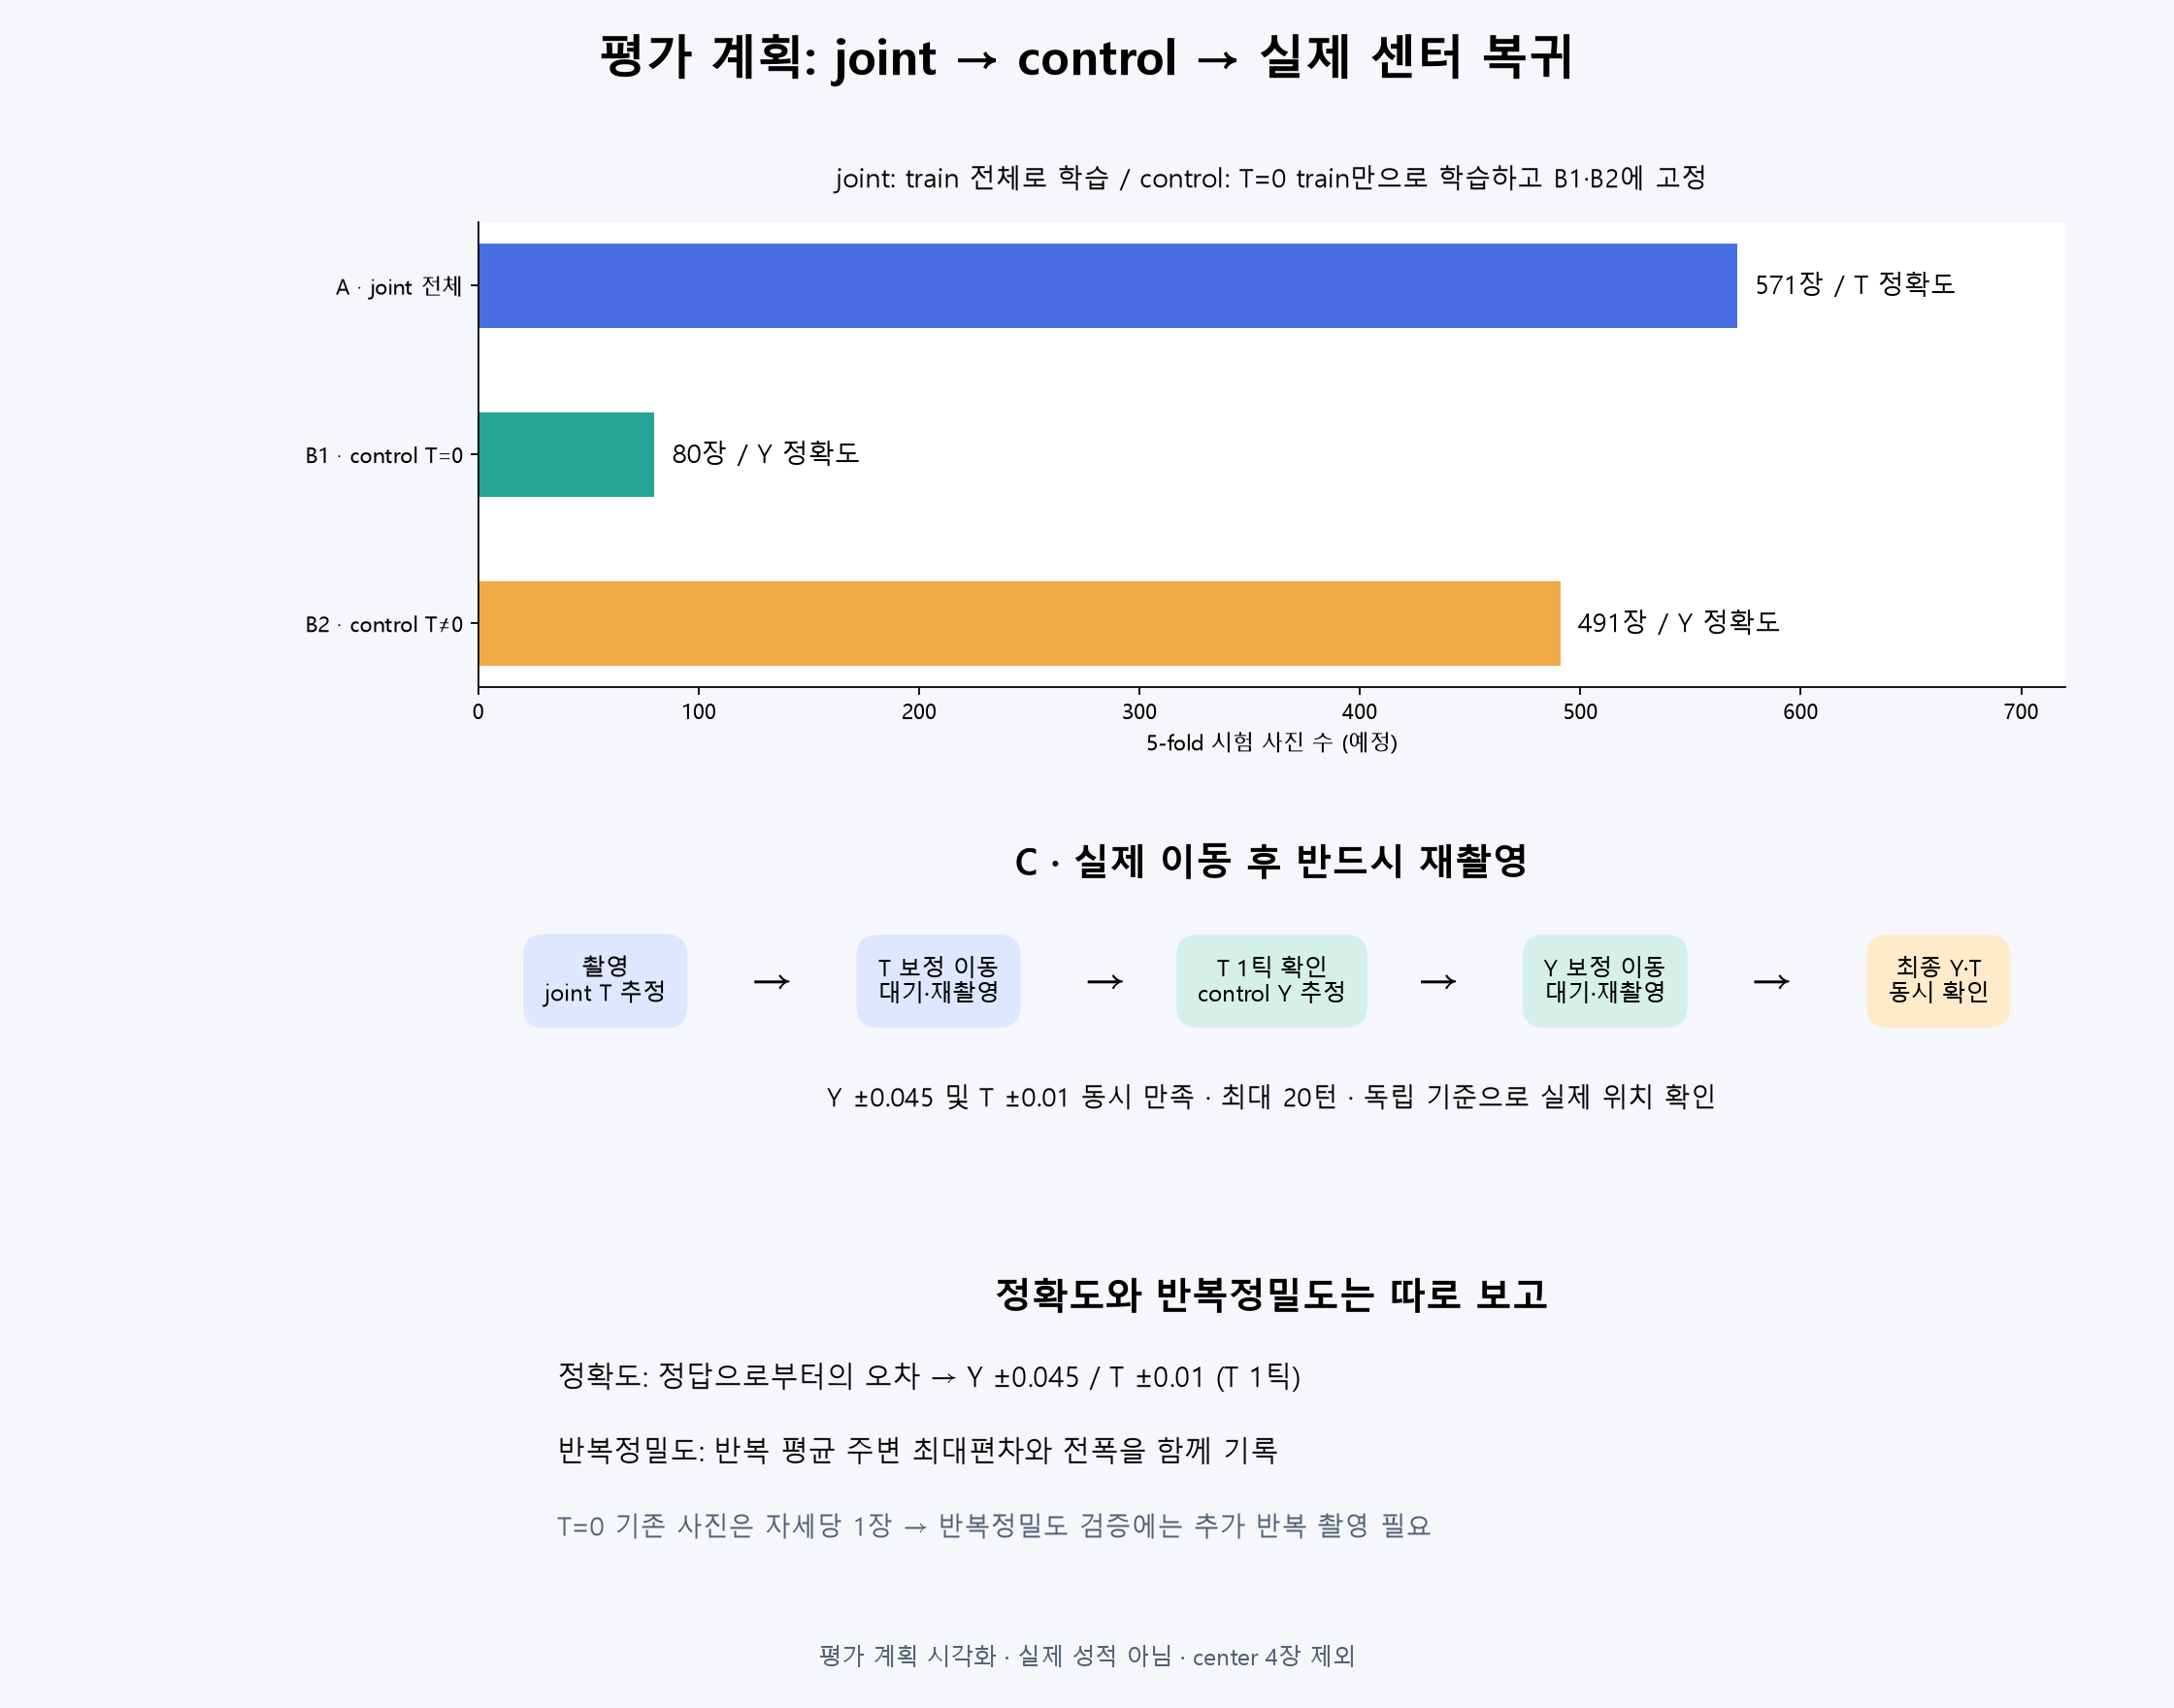 평가 계획: joint → control → 실제 센터 복귀
joint: train 전체로 학습 / control: T=0 train만으로 학습하고 B1·B2에 고정
A · joint 전체
571장 / T 정확도
B1 · control T=0
80장 / Y 정확도
B2 · control T≠0
491장 / Y 정확도
0 100 200 300 400 500 600 700
5-fold 시험 사진 수 (예정)
C · 실제 이동 후 반드시 재촬영
촬영
joint T 추정
→
T 보정 이동
대기·재촬영
→
T 1틱 확인
control Y 추정
→
Y 보정 이동
대기·재촬영
→
최종 Y·T
동시 확인
Y ±0.045 및 T ±0.01 동시 만족 · 최대 20턴 · 독립 기준으로 실제 위치 확인
정확도와 반복정밀도는 따로 보고
정확도: 정답으로부터의 오차 → Y ±0.045 / T ±0.01 (T 1틱)
반복정밀도: 반복 평균 주변 최대편차와 전폭을 함께 기록
T=0 기존 사진은 자세당 1장 → 반복정밀도 검증에는 추가 반복 촬영 필요
평가 계획 시각화 · 실제 성적 아님 · center 4장 제외